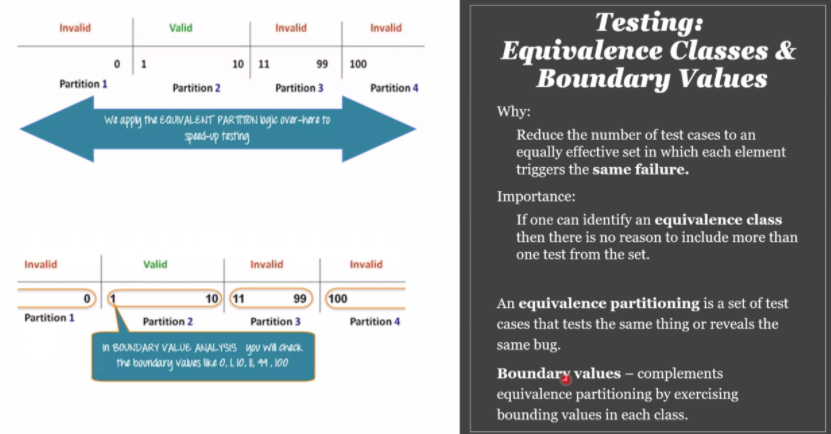 Invalid Valid Invalid Invalid
0 1 10 11 99 100
Partition 1 Partition 2 Partition 3 Partition 4
We apply the EQUIVALENT PARTITION logic over-here to
speed-up testing
Invalid Valid Invalid Invalid
0 1 10 11 99 100
Partition 1 Partition 2 Partition 3 Partition 4
in BOUNDARY VALUE ANALYSIS you will check
the boundary values like 0, 1, 10, 11, 99, 100
Testing:
Equivalence Classes &
Boundary Values
Why:
Reduce the number of test cases to an
equally effective set in which each element
triggers the same failure.
Importance:
If one can identify an equivalence class
then there is no reason to include more than
one test from the set.
An equivalence partitioning is a set of test
cases that tests the same thing or reveals the
same bug.
Boundary values – complements
equivalence partitioning by exercising
bounding values in each class.